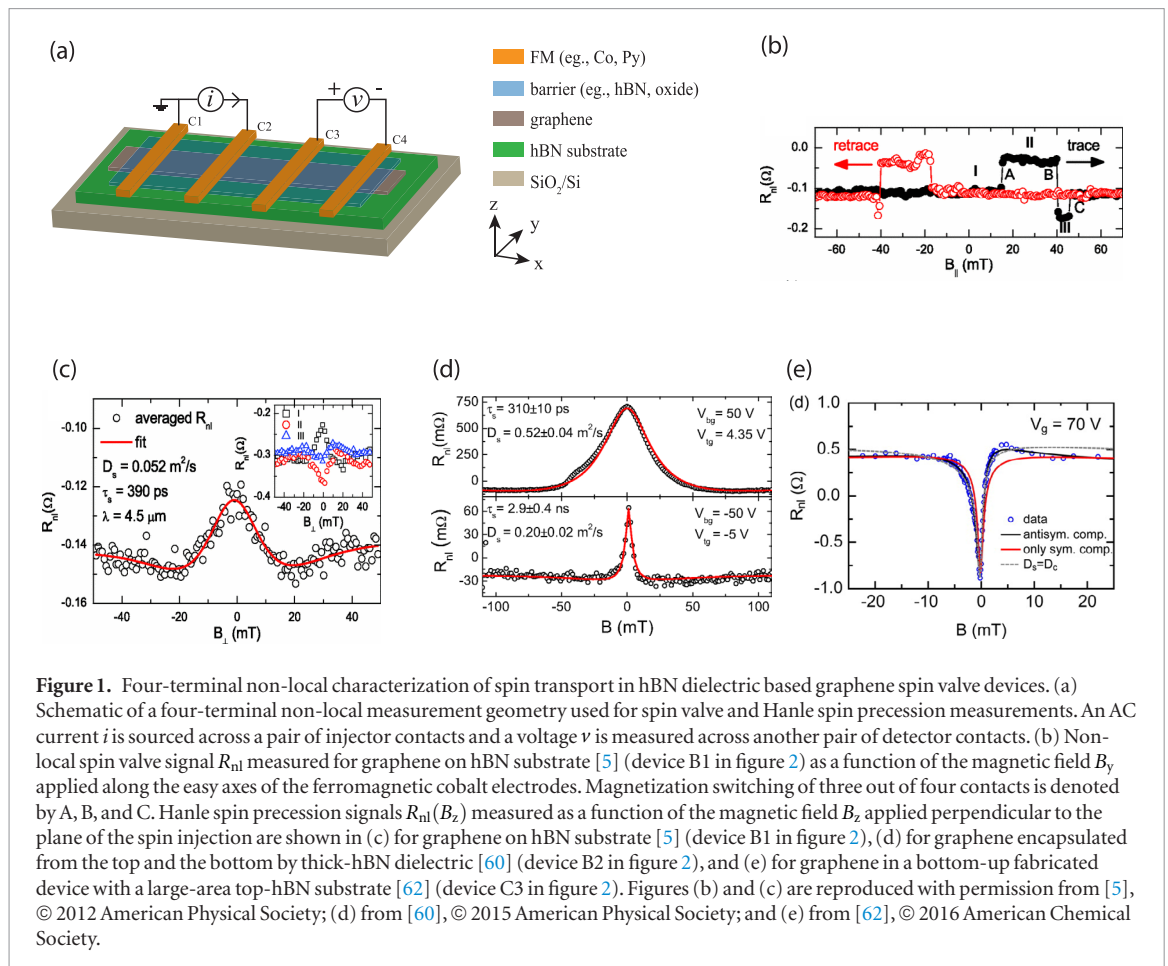 (a)
i
+
v
-
C1
C2
C3
C4
FM (eg., Co, Py)
barrier (eg., hBN, oxide)
graphene
hBN substrate
SiO2/Si
z
y
x
(b)
retrace
II
trace
I
A
B
C
III
0.0
-0.1
-0.2
Rnl(Ω)
-60
-40
-20
0
20
40
60
B|| (mT)
(c)
averaged Rnl
fit
Ds = 0.052 m²/s
τs = 390 ps
λ = 4.5 μm
-0.10
-0.12
-0.14
-0.16
Rnl(Ω)
-40
-20
0
20
40
B⊥ (mT)
I
II
III
-0.2
-0.3
-0.4
Rnl(Ω)
-40
-20
0
20
40
B⊥ (mT)
(d)
τs = 310±10 ps
Ds = 0.52±0.04 m²/s
Vbg= 50 V
Vtg= 4.35 V
750
500
250
0
Rnl(mΩ)
τs = 2.9±0.4 ns
Ds = 0.20±0.02 m²/s
Vbg= -50 V
Vtg= -5 V
60
30
0
-30
Rnl (mΩ)
-100
-50
0
50
100
B (mT)
(e)
(d)
Vg = 70 V
1.0
0.5
0.0
-0.5
-1.0
Rnl (Ω)
data
antisym. comp.
only sym. comp.
Ds=Dc
-20
-10
0
10
20
B (mT)
Figure 1. Four-terminal non-local characterization of spin transport in hBN dielectric based graphene spin valve devices. (a)
Schematic of a four-terminal non-local measurement geometry used for spin valve and Hanle spin precession measurements. An AC
current i is sourced across a pair of injector contacts and a voltage v is measured across another pair of detector contacts. (b) Non-
local spin valve signal Rnl measured for graphene on hBN substrate [5] (device B1 in figure 2) as a function of the magnetic field By
applied along the easy axes of the ferromagnetic cobalt electrodes. Magnetization switching of three out of four contacts is denoted
by A, B, and C. Hanle spin precession signals Rnl(Bz) measured as a function of the magnetic field Bz applied perpendicular to the
plane of the spin injection are shown in (c) for graphene on hBN substrate [5] (device B1 in figure 2), (d) for graphene encapsulated
from the top and the bottom by thick-hBN dielectric [60] (device B2 in figure 2), and (e) for graphene in a bottom-up fabricated
device with a large-area top-hBN substrate [62] (device C3 in figure 2). Figures (b) and (c) are reproduced with permission from [5],
© 2012 American Physical Society; (d) from [60], © 2015 American Physical Society; and (e) from [62], © 2016 American Chemical
Society.